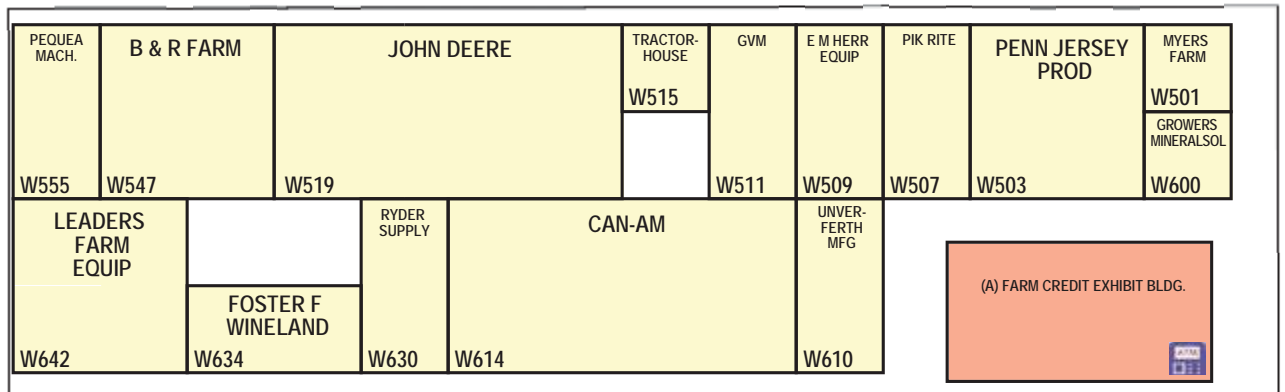 PEQUEA
MACH.
W555
B & R FARM
W547
JOHN DEERE
W519
TRACTOR-
HOUSE
W515
GVM
W511
E M HERR
EQUIP
W509
PIK RITE
W507
PENN JERSEY
PROD
W503
MYERS
FARM
W501
GROWERS
MINERALSOL
W600
LEADERS
FARM
EQUIP
W642
FOSTER F
WINELAND
W634
RYDER
SUPPLY
W630
CAN-AM
W614
UNVER-
FERTH
MFG
W610
(A) FARM CREDIT EXHIBIT BLDG.